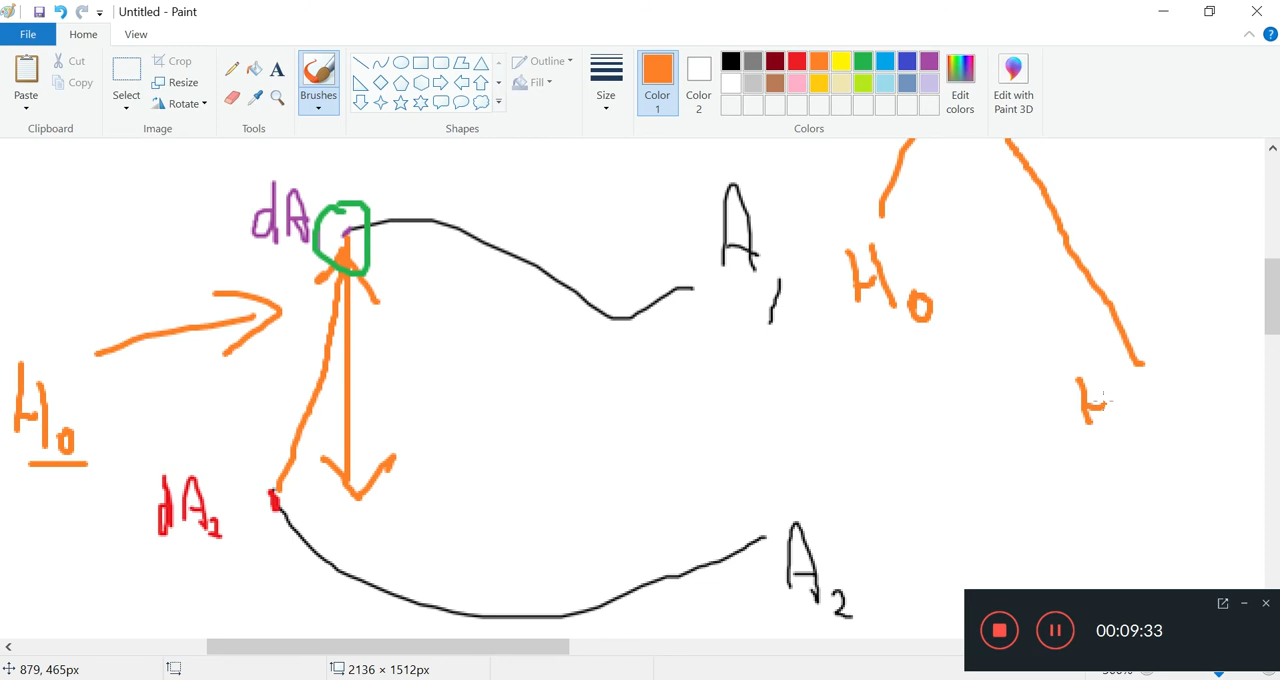 Untitled - Paint
File
Home
View
Paste
Cut
Copy
Clipboard
Select
Crop
Resize
Rotate
Image
A
Tools
Brushes
Shapes
Outline
Fill
Size
Color 1
Color 2
Colors
Edit colors
Edit with Paint 3D
dA
A1
H0
H0
dA2
A2
00:09:33
879, 465px
2136 × 1512px